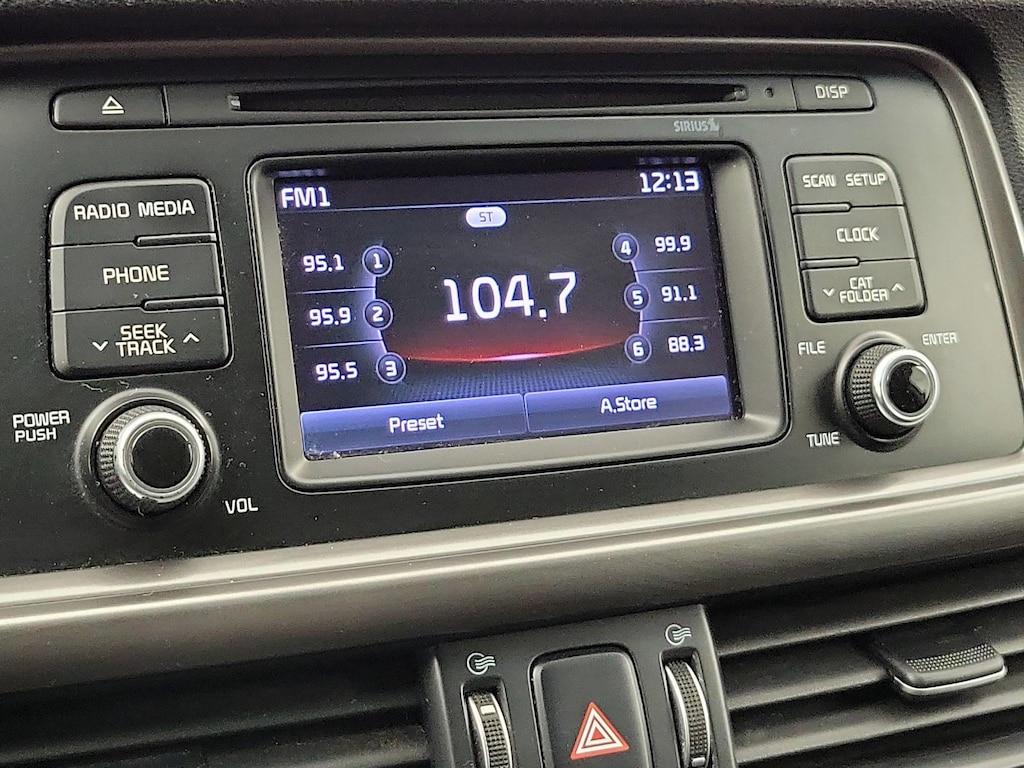 DISP
SIRIUS
RADIO MEDIA
PHONE
SEEK
TRACK
POWER
PUSH
VOL
FM1
12:13
ST
95.1 1
95.9 2
95.5 3
104.7
4 99.9
5 91.1
6 88.3
Preset
A.Store
SCAN SETUP
CLOCK
CAT
FOLDER
FILE
ENTER
TUNE